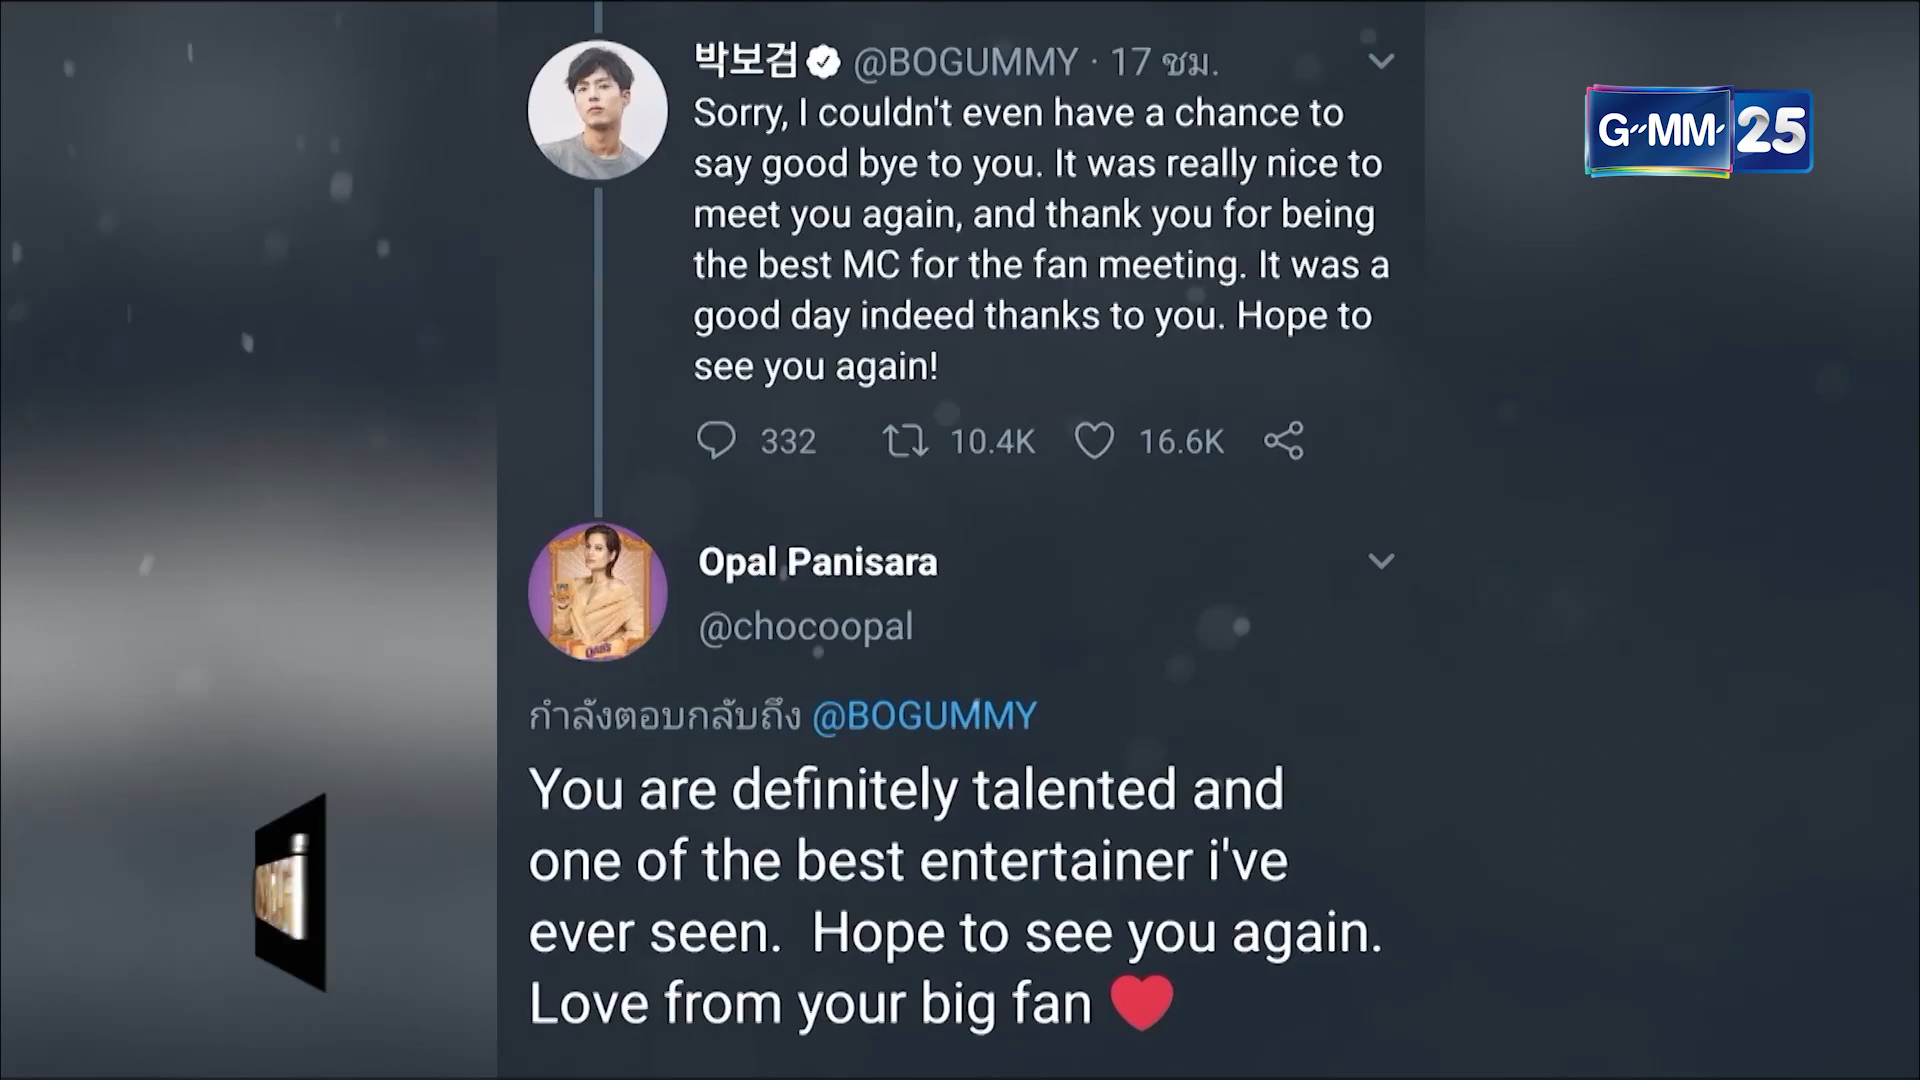 박보검 @BOGUMMY · 17 ชม.
Sorry, I couldn't even have a chance to
say good bye to you. It was really nice to
meet you again, and thank you for being
the best MC for the fan meeting. It was a
good day indeed thanks to you. Hope to
see you again!
332 10.4K 16.6K
GMM 25
Opal Panisara
@chocoopal
กำลังตอบกลับถึง @BOGUMMY
You are definitely talented and
one of the best entertainer i've
ever seen.  Hope to see you again.
Love from your big fan ❤